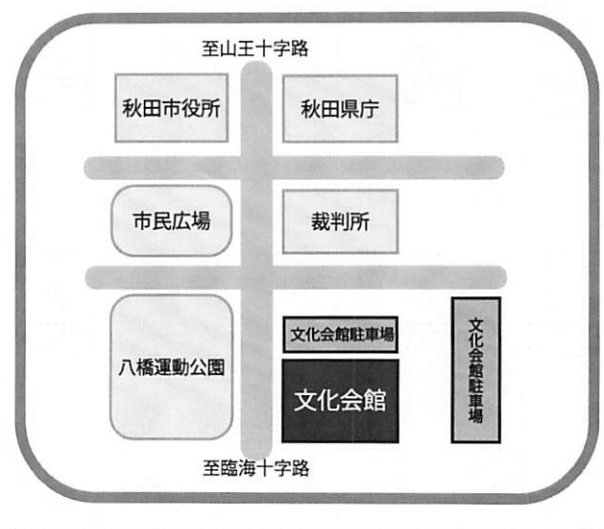 至山王十字路
秋田市役所
秋田県庁
市民広場
裁判所
八橋運動公園
文化会館駐車場
文化会館
文化会館駐車場
至臨海十字路